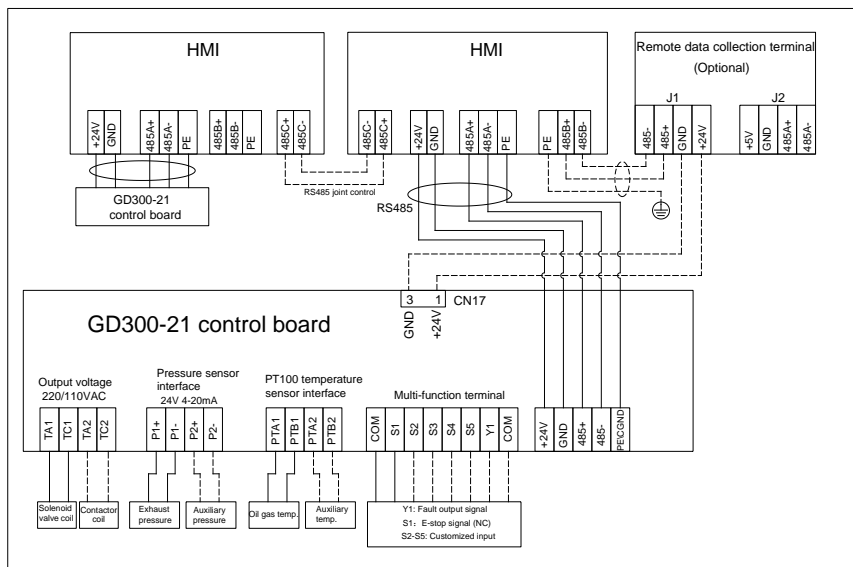 HMI
HMI
Remote data collection terminal
(Optional)
J1
J2
+24V
GND
485A+
485A-
PE
485B+
485B-
PE
485C+
485C-
485C-
485C+
+24V
GND
485A+
485A-
PE
PE
485B+
485B-
485-
485+
GND
+24V
+5V
GND
485A+
485A-
GD300-21
control board
RS485 joint control
RS485
3
1
CN17
GND
+24V
GD300-21 control board
Output voltage
220/110VAC
Pressure sensor
interface
24V 4-20mA
PT100 temperature
sensor interface
Multi-function terminal
TA1
TC1
TA2
TC2
P1+
P1-
P2+
P2-
PTA1
PTB1
PTA2
PTB2
COM
S1
S2
S3
S4
S5
Y1
COM
+24V
GND
485+
485-
PE\CGND
Solenoid
valve coil
Contactor
coil
Exhaust
pressure
Auxiliary
pressure
Oil gas temp.
Auxiliary
temp.
Y1: Fault output signal
S1: E-stop signal (NC)
S2-S5: Customized input